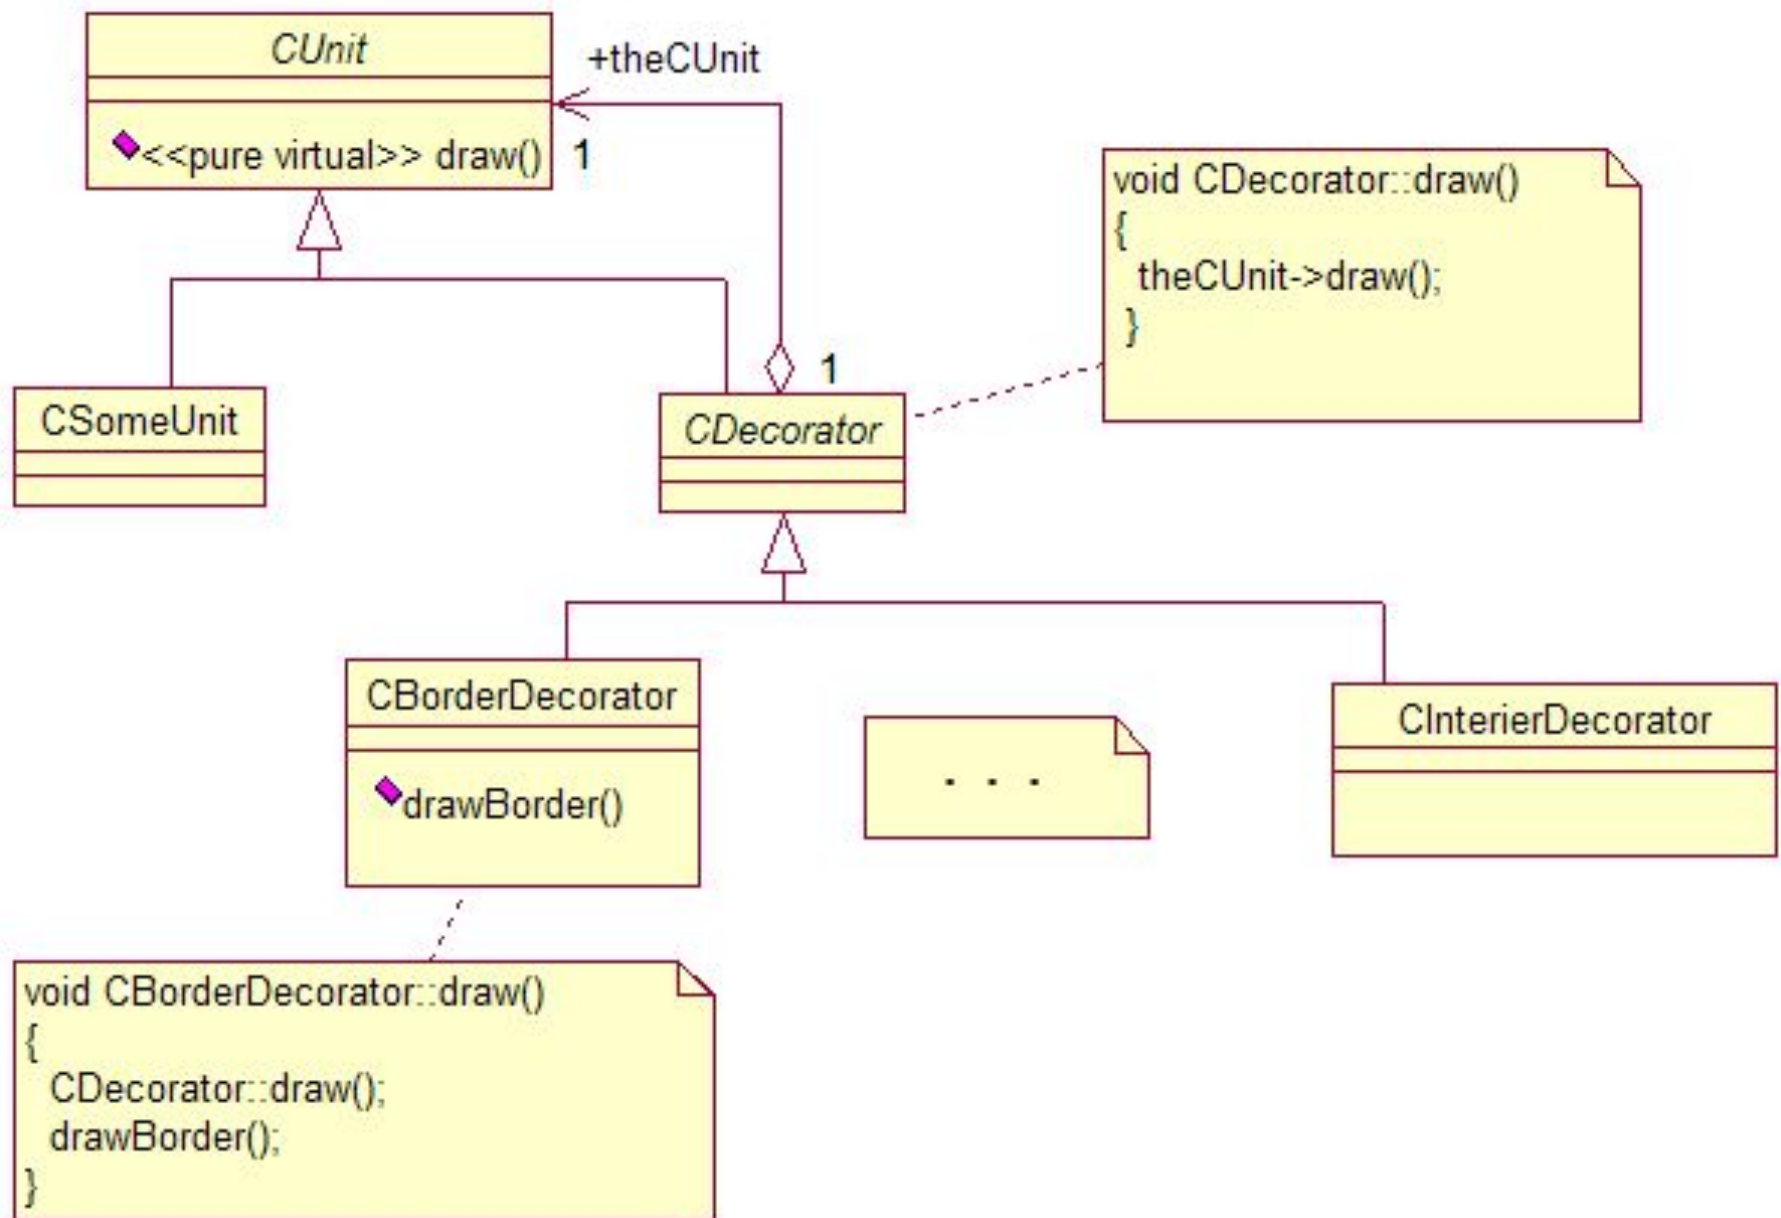 CUnit
+theCUnit
<<pure virtual>> draw()
1
void CDecorator::draw()
{
theCUnit->draw();
}
1
CSomeUnit
CDecorator
CBorderDecorator
drawBorder()
. . .
CInterierDecorator
void CBorderDecorator::draw()
{
CDecorator::draw();
drawBorder();
}